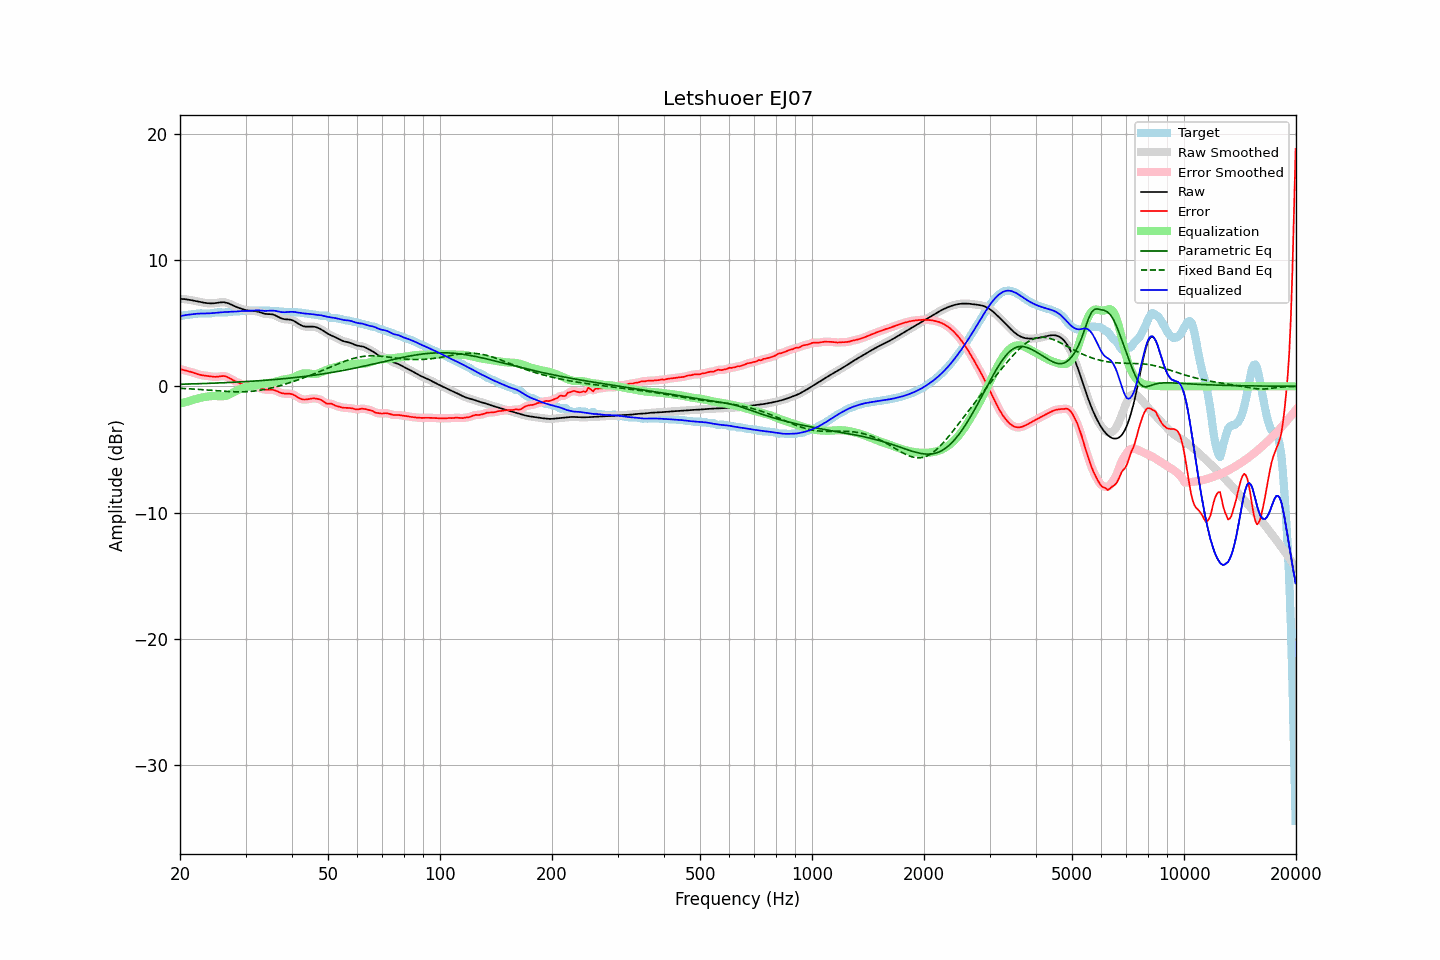 Letshuoer EJ07
Target
Raw Smoothed
Error Smoothed
Raw
Error
Equalization
Parametric Eq
Fixed Band Eq
Equalized
20
10
0
−10
−20
−30
Amplitude (dBr)
20 50 100 200 500 1000 2000 5000 10000 20000
Frequency (Hz)